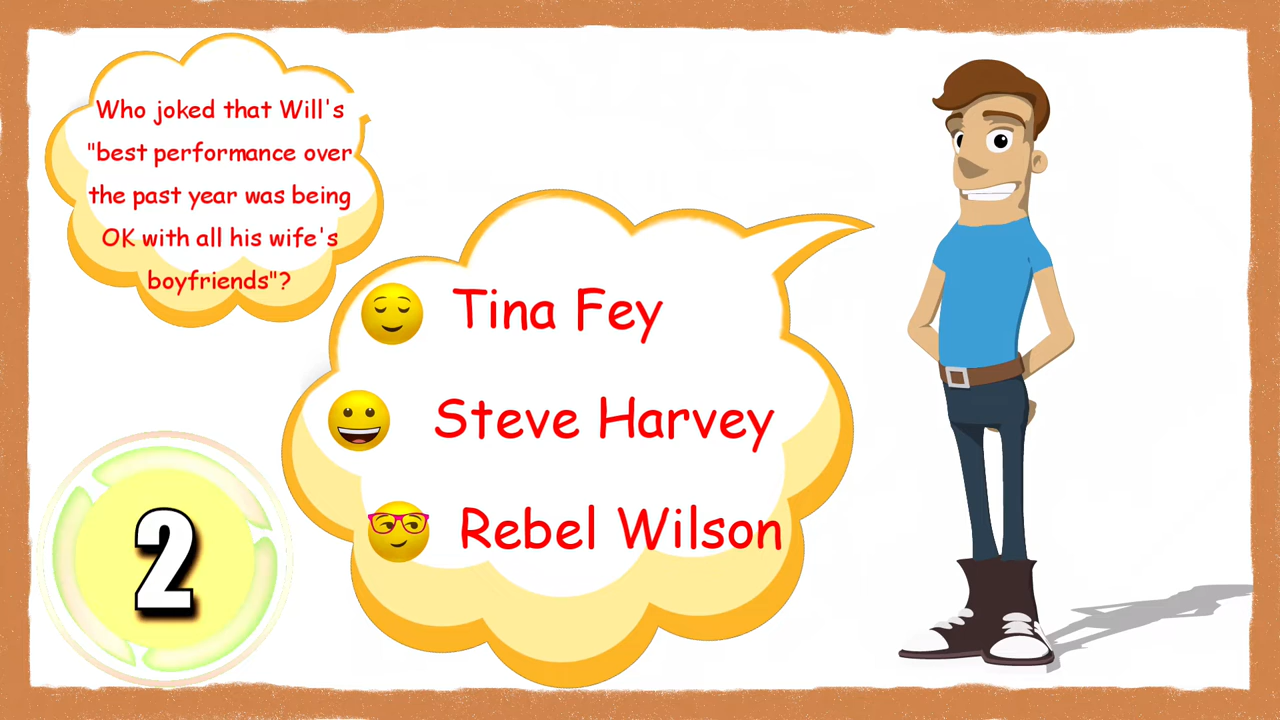 Who joked that Will's
"best performance over
the past year was being
OK with all his wife's
boyfriends"?
Tina Fey
Steve Harvey
Rebel Wilson
2